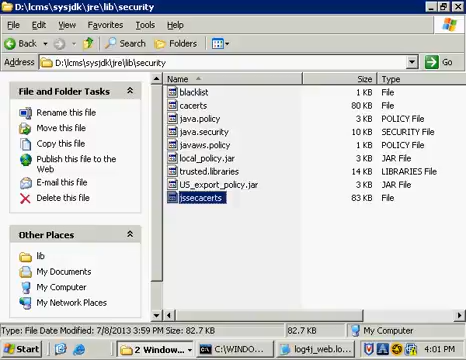 D:\lcms\sysjdk\jre\lib\security
File Edit View Favorites Tools Help
Back Search Folders
Address D:\lcms\sysjdk\jre\lib\security Go
File and Folder Tasks
Rename this file
Move this file
Copy this file
Publish this file to the
Web
E-mail this file
Delete this file
Other Places
lib
My Documents
My Computer
My Network Places
Name Size Type
blacklist 1 KB File
cacerts 80 KB File
java.policy 3 KB POLICY File
java.security 10 KB SECURITY File
javaws.policy 1 KB POLICY File
local_policy.jar 3 KB JAR File
trusted.libraries 14 KB LIBRARIES File
US_export_policy.jar 3 KB JAR File
jssecacerts 83 KB File
Type: File Date Modified: 7/8/2013 3:59 PM Size: 82.7 KB 82.7 KB My Computer
Start 2 Window... C:\WINDO... log4j_web.lo... 4:01 PM